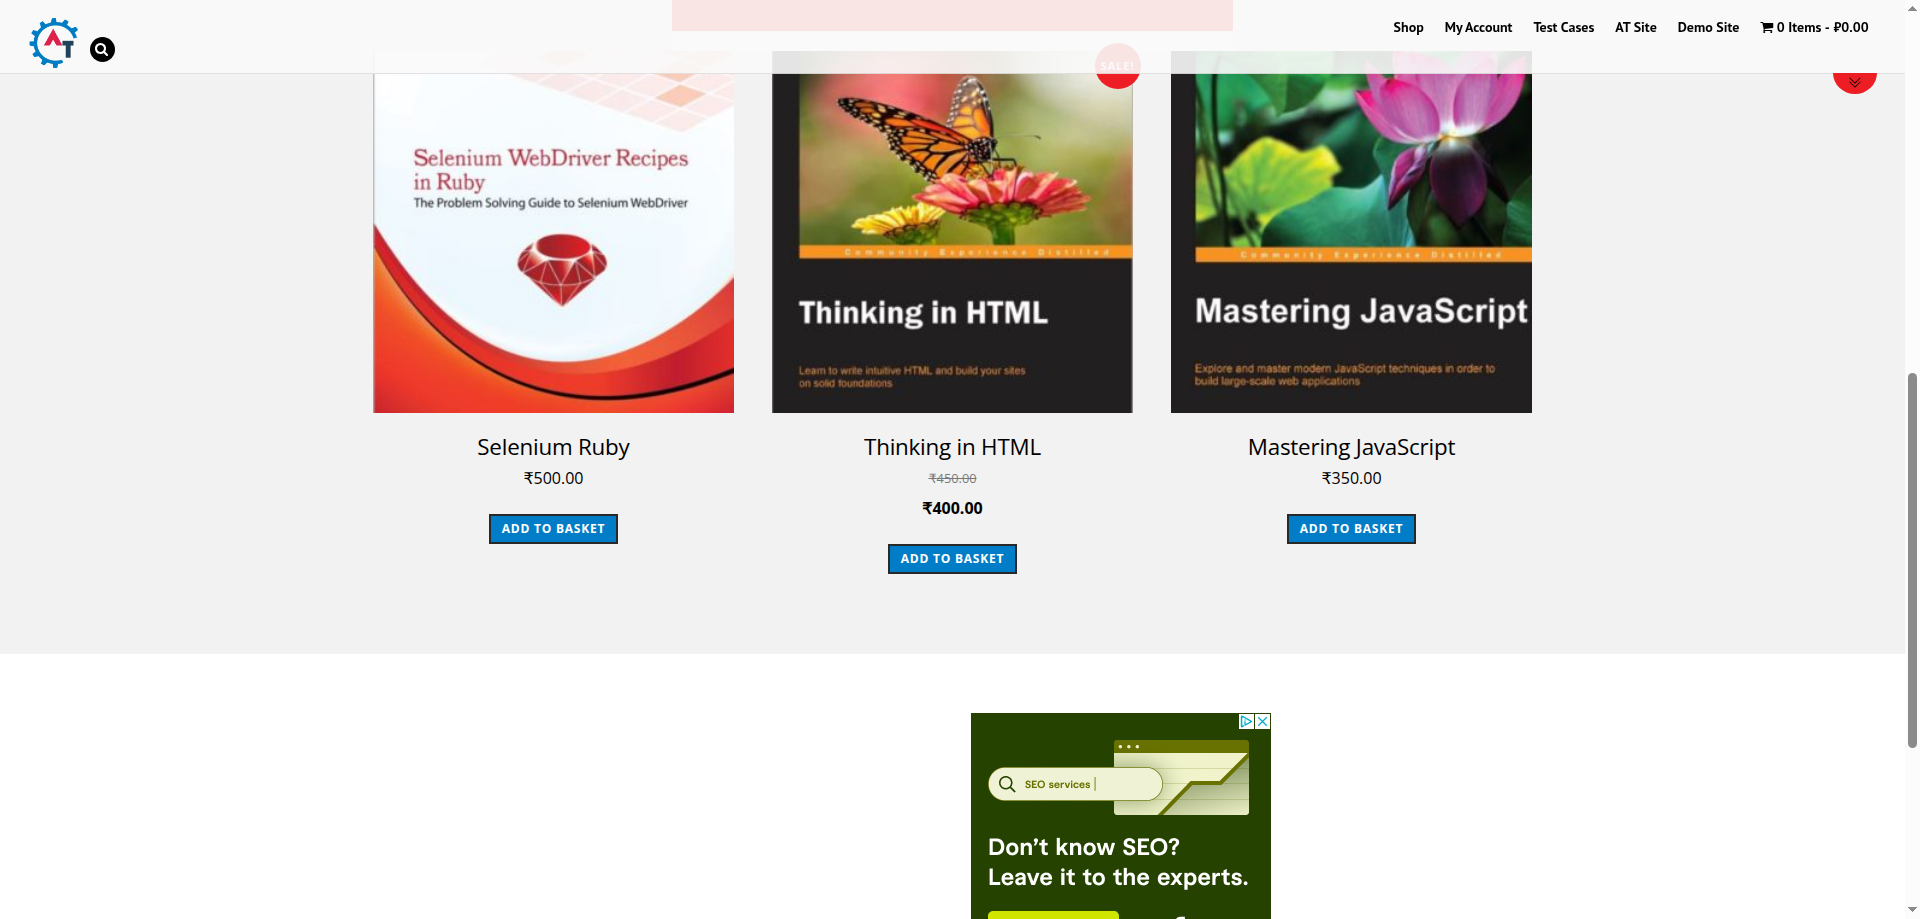 Shop My Account Test Cases AT Site Demo Site 0 Items - ₽0.00
AT
SALE!
Selenium WebDriver Recipes
in Ruby
The Problem Solving Guide to Selenium WebDriver
Community Experience Distilled
Thinking in HTML
Learn to write intuitive HTML and build your sites
on solid foundations
Community Experience Distilled
Mastering JavaScript
Explore and master modern JavaScript techniques in order to
build large-scale web applications
Selenium Ruby
₹500.00
ADD TO BASKET
Thinking in HTML
₹450.00
₹400.00
ADD TO BASKET
Mastering JavaScript
₹350.00
ADD TO BASKET
SEO services
Don't know SEO?
Leave it to the experts.